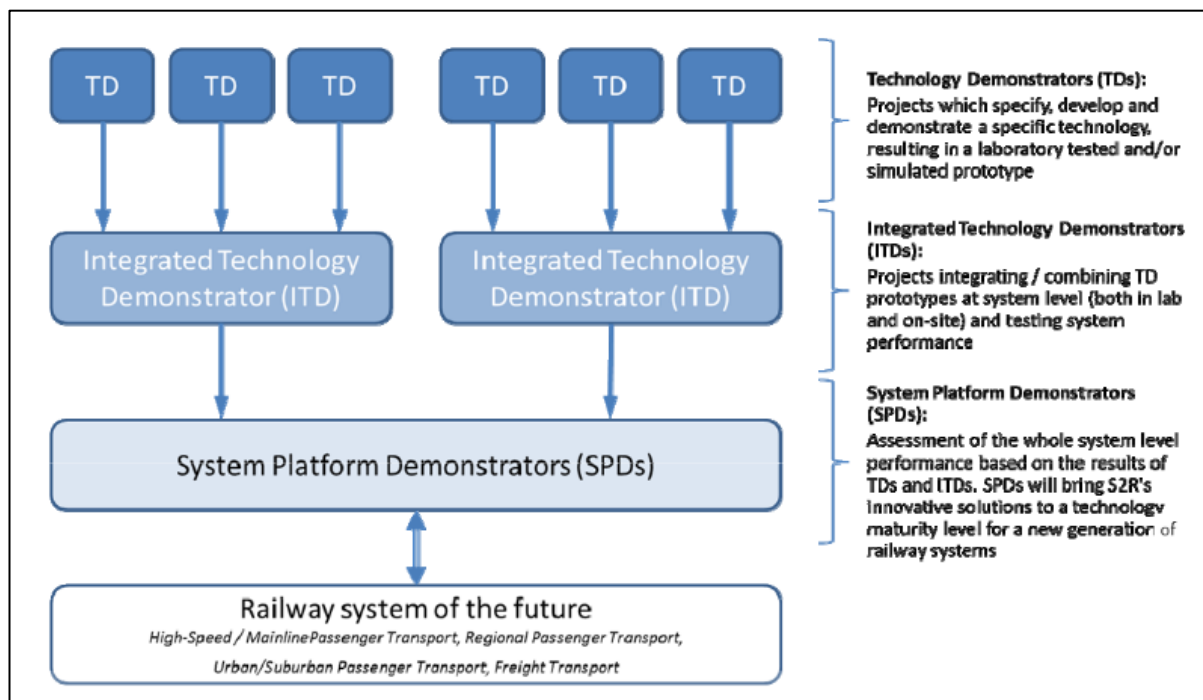 TD TD TD TD TD TD
Integrated Technology
Demonstrator (ITD)
Integrated Technology
Demonstrator (ITD)
System Platform Demonstrators (SPDs)
Railway system of the future
High-Speed / MainlinePassenger Transport, Regional Passenger Transport,
Urban/Suburban Passenger Transport, Freight Transport
Technology Demonstrators (TDs):
Projects which specify, develop and
demonstrate a specific technology,
resulting in a laboratory tested and/or
simulated prototype
Integrated Technology Demonstrators
(ITDs):
Projects integrating / combining TD
prototypes at system level (both in lab
and on-site) and testing system
performance
System Platform Demonstrators
(SPDs):
Assessment of the whole system level
performance based on the results of
TDs and ITDs. SPDs will bring S2R's
innovative solutions to a technology
maturity level for a new generation of
railway systems